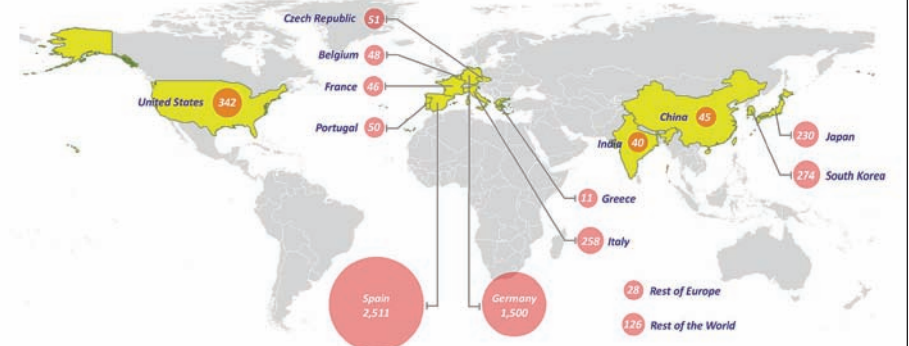 Czech Republic 51
Belgium 48
France 46
Portugal 50
United States 342
China 45
India 40
230 Japan
274 South Korea
11 Greece
258 Italy
Spain
2,511
Germany
1,500
28 Rest of Europe
126 Rest of the World